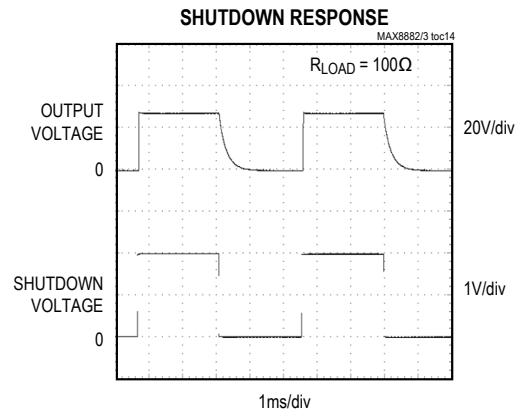 SHUTDOWN RESPONSE
MAX8882/3 toc14
RLOAD = 100Ω
OUTPUT
VOLTAGE
0
20V/div
SHUTDOWN
VOLTAGE
0
1V/div
1ms/div